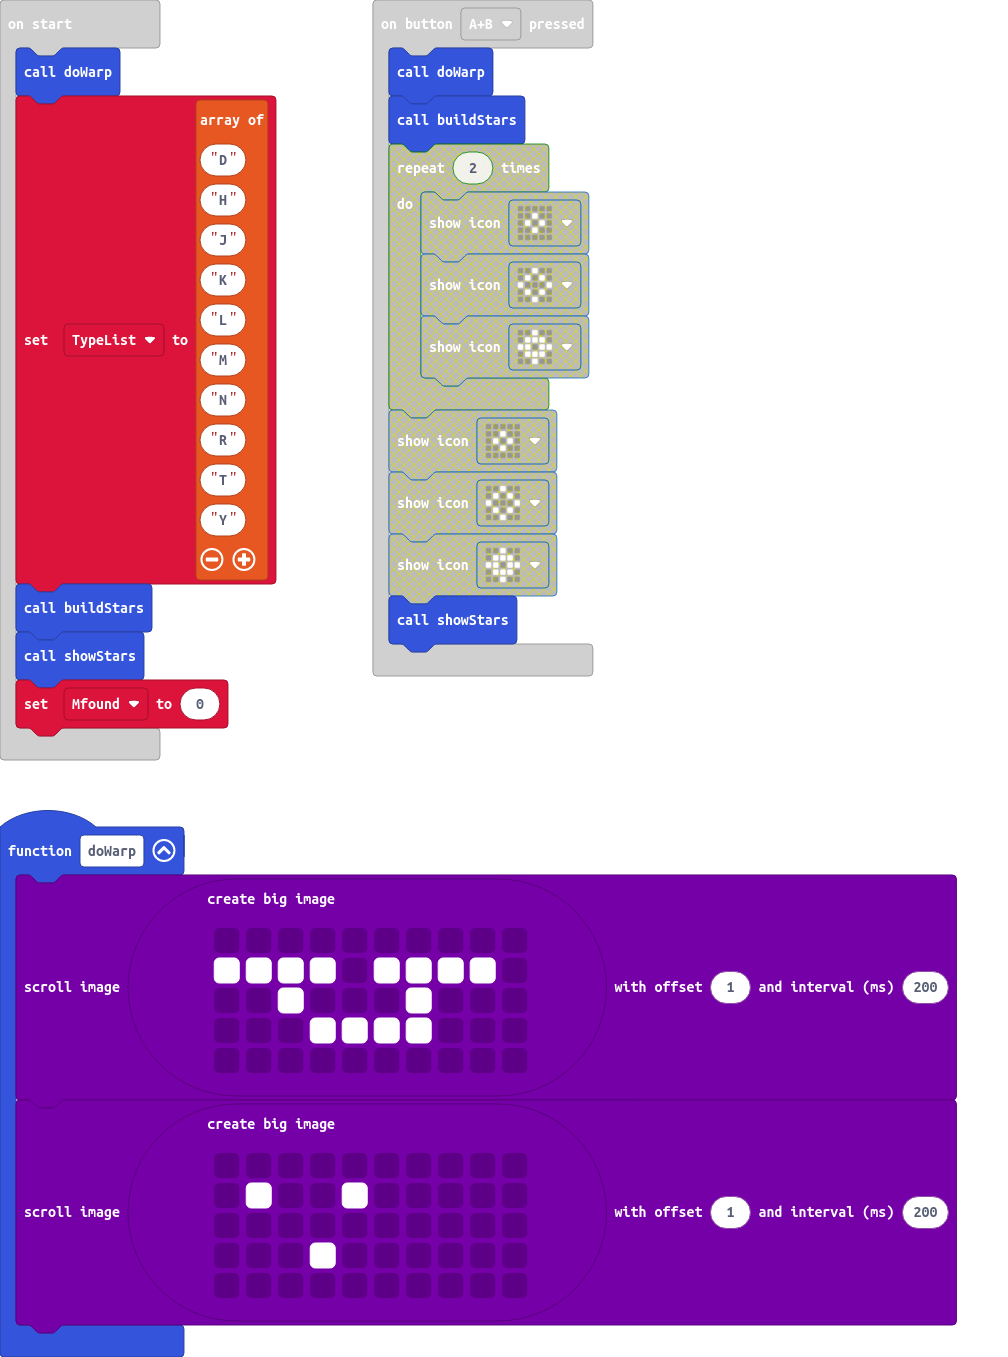 on start
call doWarp
set TypeList to
array of
"D"
"H"
"J"
"K"
"L"
"M"
"N"
"R"
"T"
"Y"
call buildStars
call showStars
set Mfound to 0
on button A+B pressed
call doWarp
call buildStars
repeat 2 times
do
show icon
show icon
show icon
show icon
show icon
show icon
call showStars
function doWarp
create big image
scroll image with offset 1 and interval (ms) 200
create big image
scroll image with offset 1 and interval (ms) 200